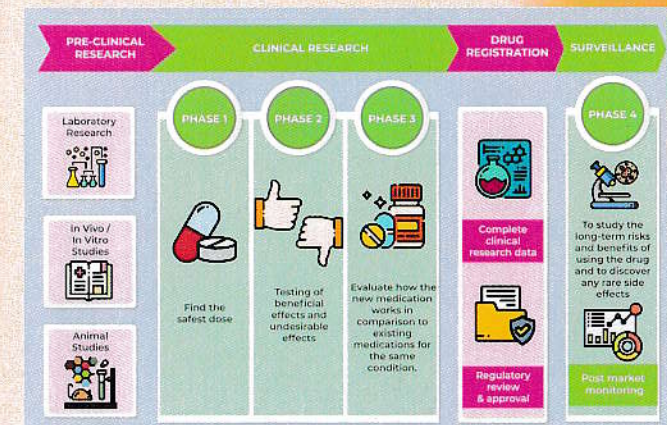 PRE-CLINICAL
RESEARCH
CLINICAL RESEARCH
DRUG
REGISTRATION
SURVEILLANCE
Laboratory
Research
In Vivo /
In Vitro
Studies
Animal
Studies
PHASE 1
Find the
safest dose
PHASE 2
Testing of
beneficial
effects and
undesirable
effects
PHASE 3
Evaluate how the
new medication
works in
comparison to
existing
medications for
the same
condition.
Complete
clinical
research data
Regulatory
review
& approval
PHASE 4
To study the
long-term risks
and benefits of
using the drug
and to discover
any rare side
effects
Post market
monitoring